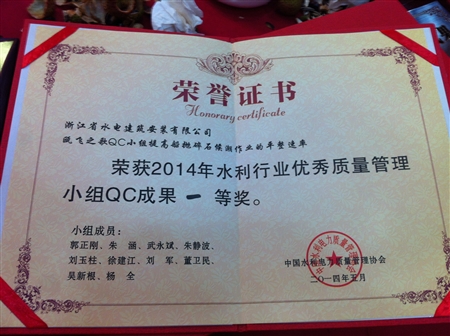 荣誉证书
Honorary certificate
浙江省水电建筑安装有限公司
飞之歌QC小组提高船抛碎石候潮作业的平整速率
荣获2014年水利行业优秀质量管理
小组QC成果一等奖。
小组成员:
郭正刚、朱涵、武永斌、朱静波、
刘玉柱、徐建江、刘军、董卫民、
吴新根、杨全
中国水利电力质量管理协会
二〇一四年五月